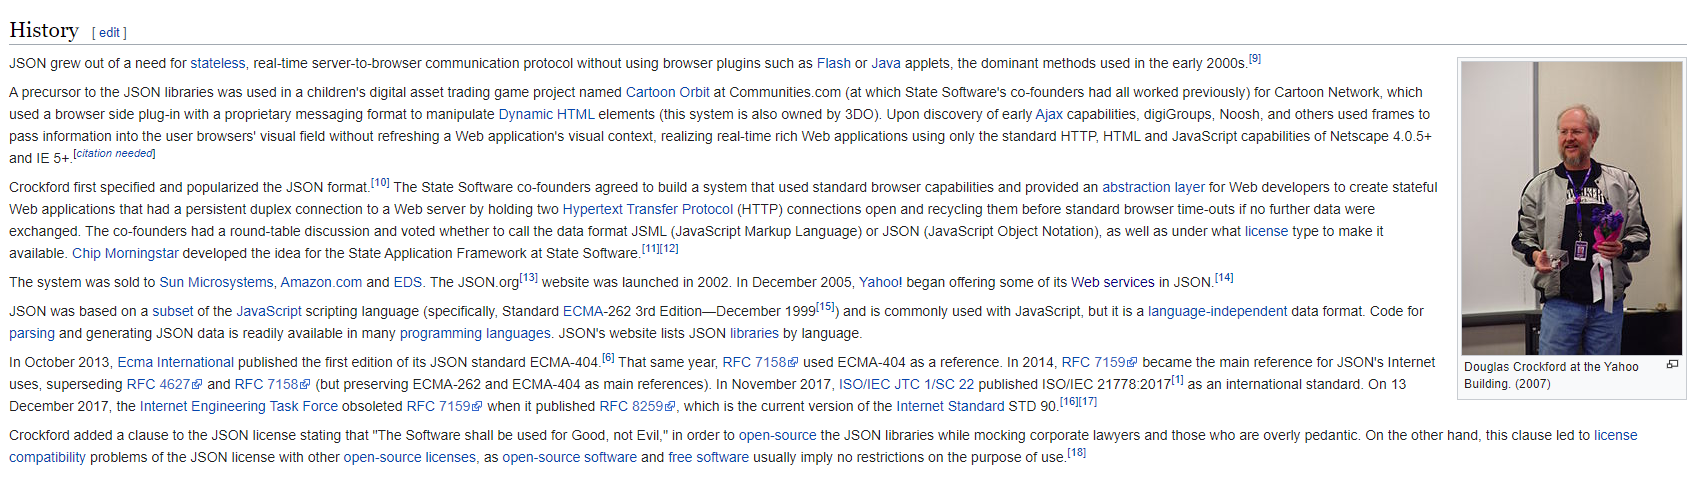 History [ edit ]
JSON grew out of a need for stateless, real-time server-to-browser communication protocol without using browser plugins such as Flash or Java applets, the dominant methods used in the early 2000s.[9]
A precursor to the JSON libraries was used in a children's digital asset trading game project named Cartoon Orbit at Communities.com (at which State Software's co-founders had all worked previously) for Cartoon Network, which
used a browser side plug-in with a proprietary messaging format to manipulate Dynamic HTML elements (this system is also owned by 3DO). Upon discovery of early Ajax capabilities, digiGroups, Noosh, and others used frames to
pass information into the user browsers' visual field without refreshing a Web application's visual context, realizing real-time rich Web applications using only the standard HTTP, HTML and JavaScript capabilities of Netscape 4.0.5+
and IE 5+.[citation needed]
Crockford first specified and popularized the JSON format.[10] The State Software co-founders agreed to build a system that used standard browser capabilities and provided an abstraction layer for Web developers to create stateful
Web applications that had a persistent duplex connection to a Web server by holding two Hypertext Transfer Protocol (HTTP) connections open and recycling them before standard browser time-outs if no further data were
exchanged. The co-founders had a round-table discussion and voted whether to call the data format JSML (JavaScript Markup Language) or JSON (JavaScript Object Notation), as well as under what license type to make it
available. Chip Morningstar developed the idea for the State Application Framework at State Software.[11][12]
The system was sold to Sun Microsystems, Amazon.com and EDS. The JSON.org[13] website was launched in 2002. In December 2005, Yahoo! began offering some of its Web services in JSON.[14]
JSON was based on a subset of the JavaScript scripting language (specifically, Standard ECMA-262 3rd Edition—December 1999[15]) and is commonly used with JavaScript, but it is a language-independent data format. Code for
parsing and generating JSON data is readily available in many programming languages. JSON's website lists JSON libraries by language.
In October 2013, Ecma International published the first edition of its JSON standard ECMA-404.[6] That same year, RFC 7158 used ECMA-404 as a reference. In 2014, RFC 7159 became the main reference for JSON's Internet
uses, superseding RFC 4627 and RFC 7158 (but preserving ECMA-262 and ECMA-404 as main references). In November 2017, ISO/IEC JTC 1/SC 22 published ISO/IEC 21778:2017[1] as an international standard. On 13
December 2017, the Internet Engineering Task Force obsoleted RFC 7159 when it published RFC 8259, which is the current version of the Internet Standard STD 90.[16][17]
Crockford added a clause to the JSON license stating that "The Software shall be used for Good, not Evil," in order to open-source the JSON libraries while mocking corporate lawyers and those who are overly pedantic. On the other hand, this clause led to license
compatibility problems of the JSON license with other open-source licenses, as open-source software and free software usually imply no restrictions on the purpose of use.[18]
Douglas Crockford at the Yahoo
Building. (2007)